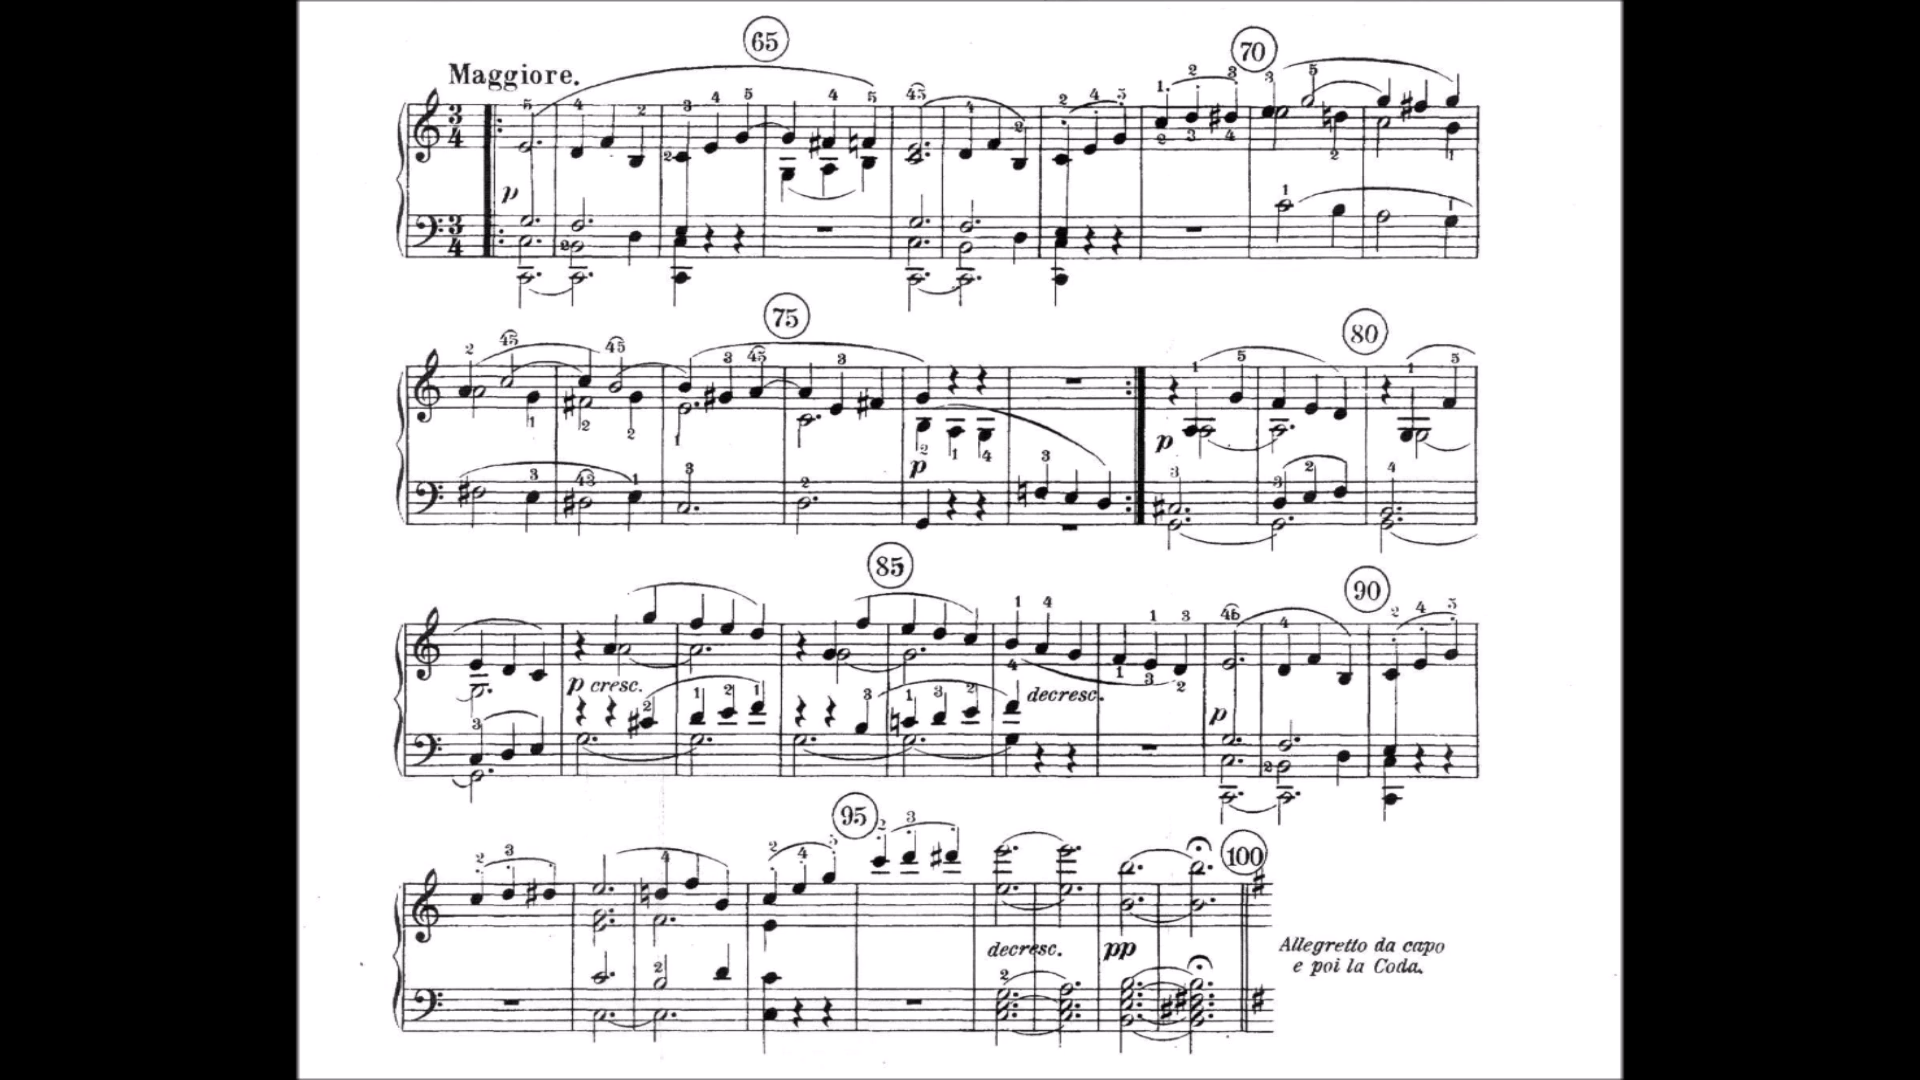 65
70
Maggiore.
p
75
80
p
p
85
90
p cresc.
decresc.
p
95
100
decresc.
pp
Allegretto da capo
e poi la Coda.